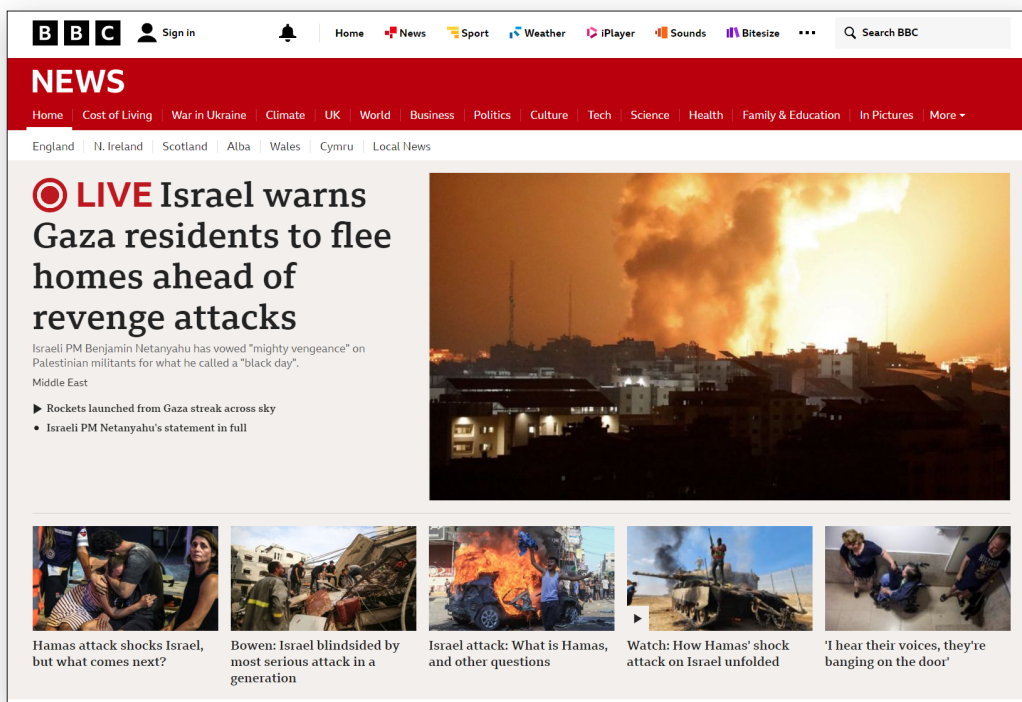 BBC Sign in Home News Sport Weather iPlayer Sounds Bitesize Search BBC
NEWS
Home Cost of Living War in Ukraine Climate UK World Business Politics Culture Tech Science Health Family & Education In Pictures More
England N. Ireland Scotland Alba Wales Cymru Local News
LIVE Israel warns
Gaza residents to flee
homes ahead of
revenge attacks
Israeli PM Benjamin Netanyahu has vowed "mighty vengeance" on
Palestinian militants for what he called a "black day".
Middle East
Rockets launched from Gaza streak across sky
Israeli PM Netanyahu's statement in full
Hamas attack shocks Israel,
but what comes next?
Bowen: Israel blindsided by
most serious attack in a
generation
Israel attack: What is Hamas,
and other questions
Watch: How Hamas' shock
attack on Israel unfolded
'I hear their voices, they're
banging on the door'